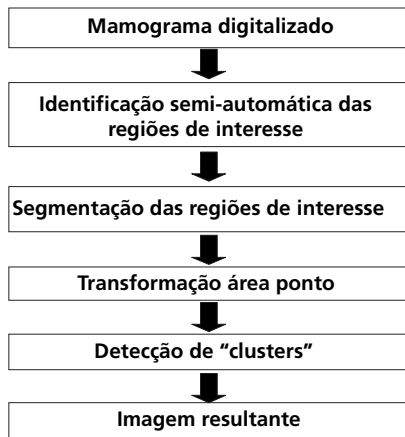 Mamograma digitalizado
Identificação semi-automática das
regiões de interesse
Segmentação das regiões de interesse
Transformação área ponto
Detecção de “clusters”
Imagem resultante